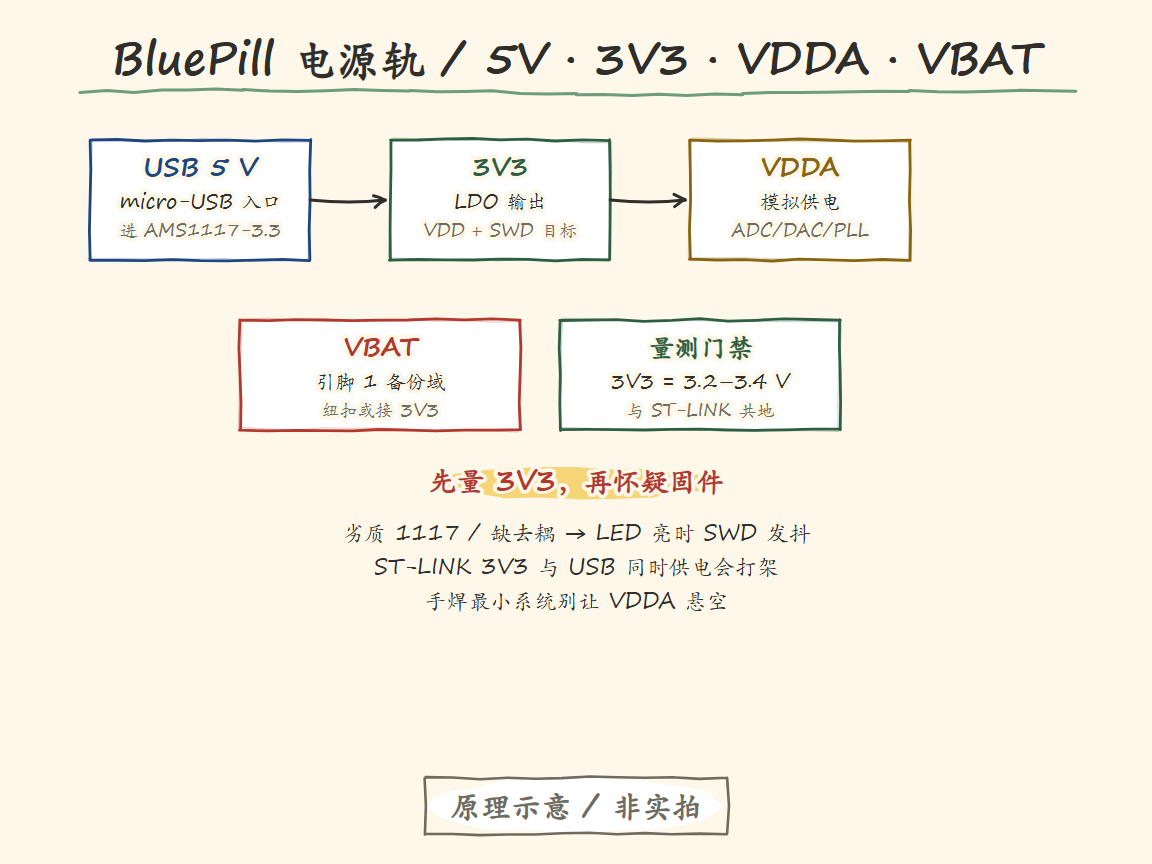 BluePill 电源轨 / 5V · 3V3 · VDDA · VBAT
USB 5 V
micro-USB 入口
进 AMS1117-3.3
3V3
LDO 输出
VDD + SWD 目标
VDDA
模拟供电
ADC/DAC/PLL
VBAT
引脚 1 备份域
纽扣或接 3V3
量测门禁
3V3 = 3.2–3.4 V
与 ST-LINK 共地
先量 3V3，再怀疑固件
劣质 1117 / 缺去耦 → LED 亮时 SWD 发抖
ST-LINK 3V3 与 USB 同时供电会打架
手焊最小系统别让 VDDA 悬空
原理示意 / 非实拍